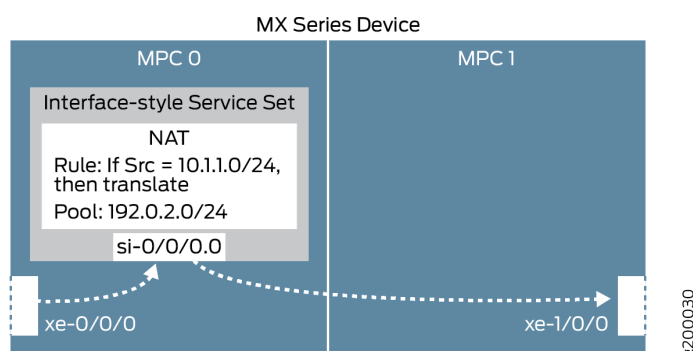 MX Series Device
MPC 0
MPC 1
Interface-style Service Set
NAT
Rule: If Src = 10.1.1.0/24,
then translate
Pool: 192.0.2.0/24
si-0/0/0.0
xe-0/0/0
xe-1/0/0